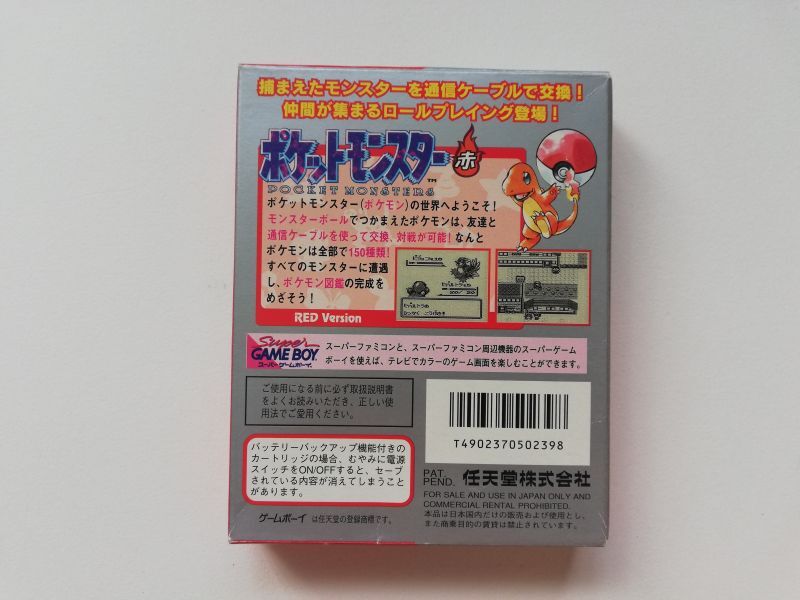 捕まえたモンスターを通信ケーブルで交換！
仲間が集まるロールプレイング登場！
ポケットモンスター 赤
TM
POCKET MONSTERS
ポケットモンスター(ポケモン)の世界へようこそ!
モンスターボールでつかまえたポケモンは、友達と
通信ケーブルを使って交換、対戦が可能! なんと
ポケモンは全部で150種類!
すべてのモンスターに遭遇
し、ポケモン図鑑の完成を
めざそう！
RED Version
Super
GAME BOY
スーパーゲームボーイ
スーパーファミコンと、スーパーファミコン周辺機器のスーパーゲーム
ボーイを使えば、テレビでカラーのゲーム画面を楽しむことができます。
ご使用になる前に必ず取扱説明書
をよくお読みいただき、正しい使
用法でご愛用ください。
T4902370502398
バッテリーバックアップ機能付きの
カートリッジの場合、むやみに電源
スイッチをON/OFFすると、セーブ
されている内容が消えてしまうこと
があります。
PAT.
PEND. 任天堂株式会社
FOR SALE AND USE IN JAPAN ONLY AND
COMMERCIAL RENTAL PROHIBITED.
本品は日本国内だけの販売および使用とし、
また商業目的の賃貸は禁止されています。
ゲームボーイ は任天堂の登録商標です。